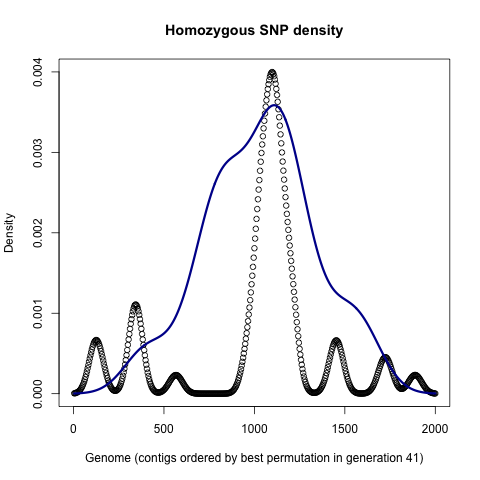 Homozygous SNP density
Density
0.004
0.003
0.002
0.001
0.000
0 500 1000 1500 2000
Genome (contigs ordered by best permutation in generation 41)